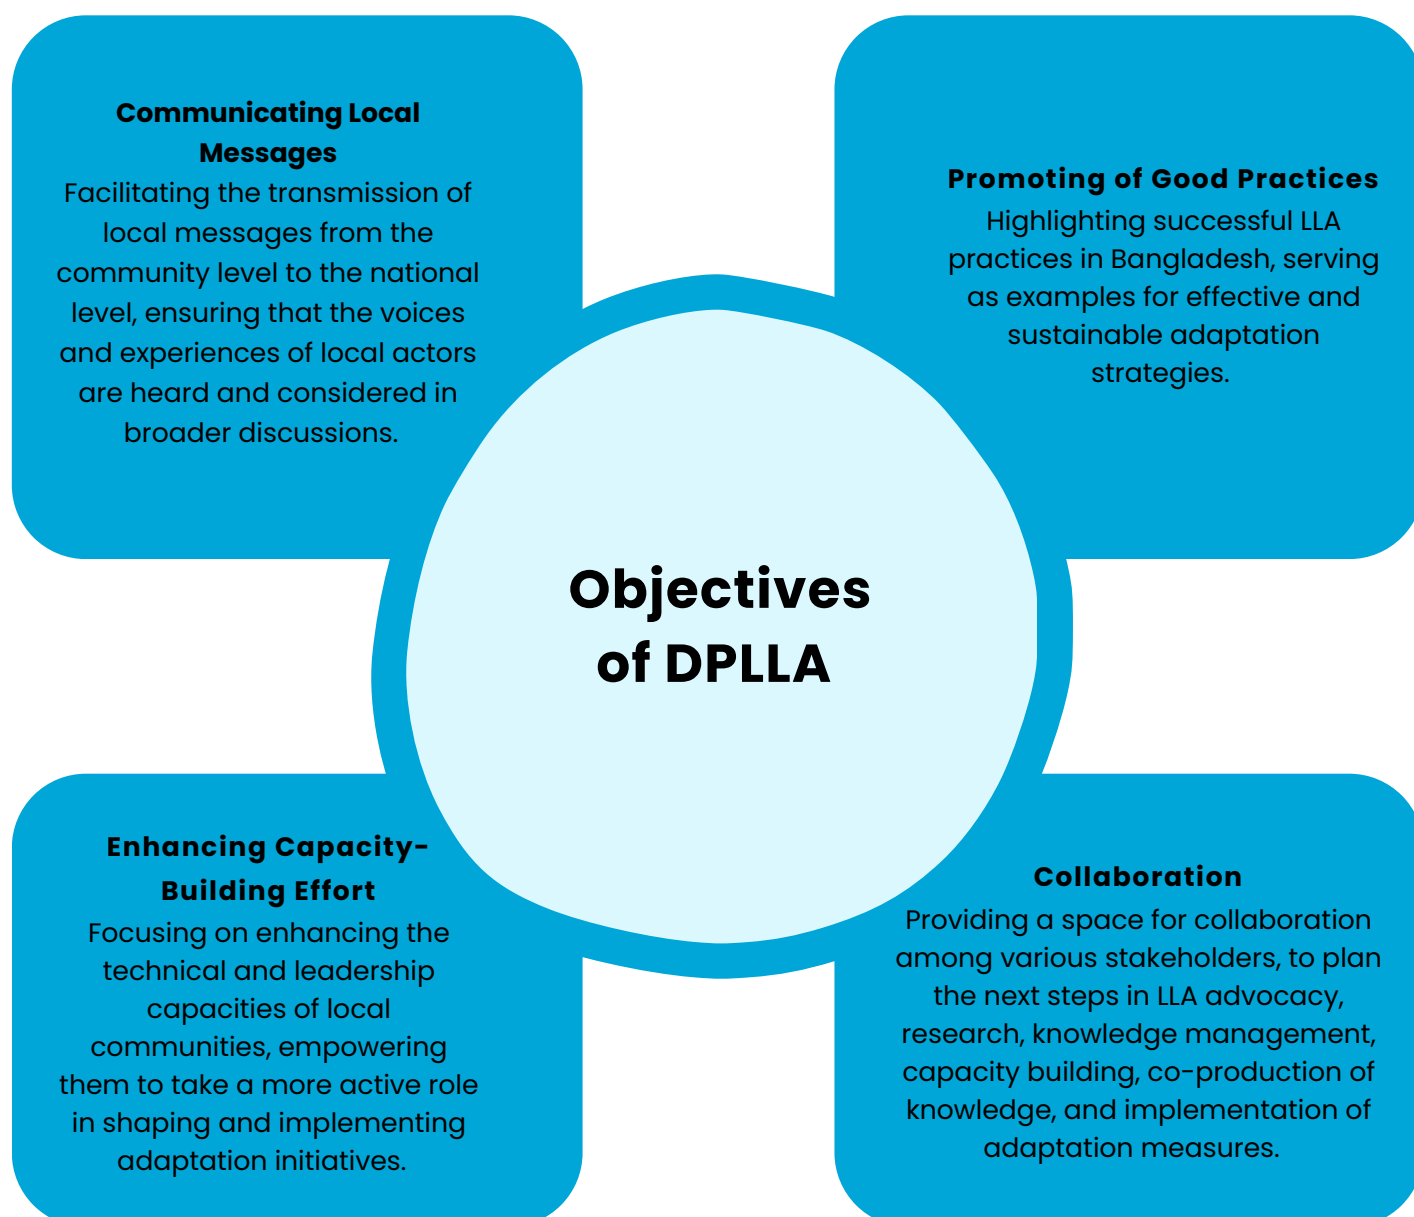 Communicating Local
Messages
Facilitating the transmission of
local messages from the
community level to the national
level, ensuring that the voices
and experiences of local actors
are heard and considered in
broader discussions.
Promoting of Good Practices
Highlighting successful LLA
practices in Bangladesh, serving
as examples for effective and
sustainable adaptation
strategies.
Objectives
of DPLLA
Enhancing Capacity-
Building Effort
Focusing on enhancing the
technical and leadership
capacities of local
communities, empowering
them to take a more active role
in shaping and implementing
adaptation initiatives.
Collaboration
Providing a space for collaboration
among various stakeholders, to plan
the next steps in LLA advocacy,
research, knowledge management,
capacity building, co-production of
knowledge, and implementation of
adaptation measures.